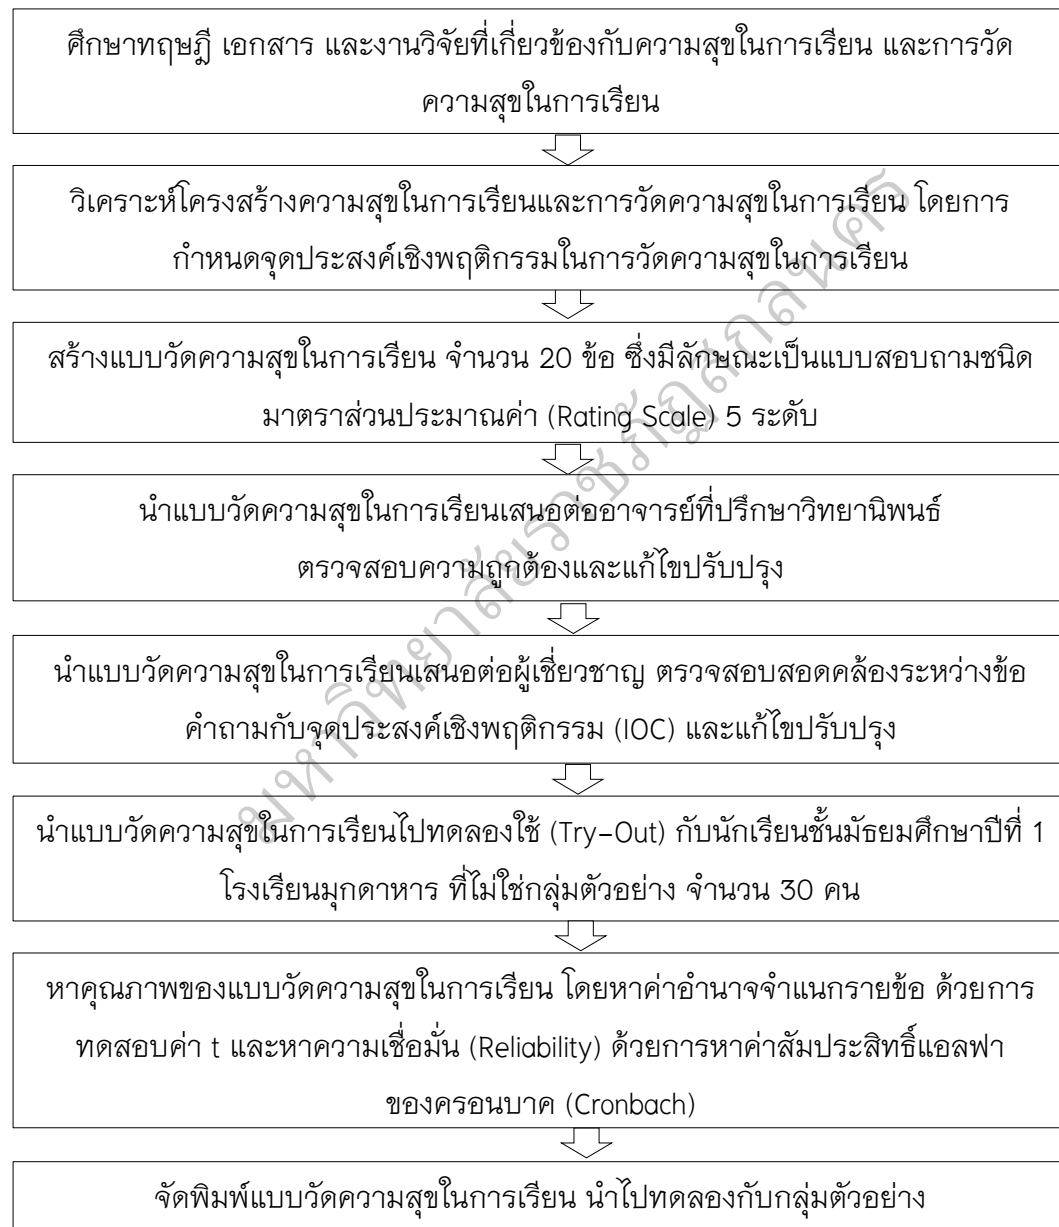 ศึกษาทฤษฎี เอกสาร และงานวิจัยที่เกี่ยวข้องกับความสุขในการเรียน และการวัด
ความสุขในการเรียน
วิเคราะห์โครงสร้างความสุขในการเรียนและการวัดความสุขในการเรียน โดยการ
กำหนดจุดประสงค์เชิงพฤติกรรมในการวัดความสุขในการเรียน
สร้างแบบวัดความสุขในการเรียน จำนวน 20 ข้อ ซึ่งมีลักษณะเป็นแบบสอบถามชนิด
มาตราส่วนประมาณค่า (Rating Scale) 5 ระดับ
นำแบบวัดความสุขในการเรียนเสนอต่ออาจารย์ที่ปรึกษาวิทยานิพนธ์
ตรวจสอบความถูกต้องและแก้ไขปรับปรุง
นำแบบวัดความสุขในการเรียนเสนอต่อผู้เชี่ยวชาญ ตรวจสอบสอดคล้องระหว่างข้อ
คำถามกับจุดประสงค์เชิงพฤติกรรม (IOC) และแก้ไขปรับปรุง
นำแบบวัดความสุขในการเรียนไปทดลองใช้ (Try-Out) กับนักเรียนชั้นมัธยมศึกษาปีที่ 1
โรงเรียนมุกดาหาร ที่ไม่ใช่กลุ่มตัวอย่าง จำนวน 30 คน
หาคุณภาพของแบบวัดความสุขในการเรียน โดยหาค่าอำนาจจำแนกรายข้อ ด้วยการ
ทดสอบค่า t และหาความเชื่อมั่น (Reliability) ด้วยการหาค่าสัมประสิทธิ์แอลฟา
ของครอนบาค (Cronbach)
จัดพิมพ์แบบวัดความสุขในการเรียน นำไปทดลองกับกลุ่มตัวอย่าง
มหาวิทยาลัยราชภัฏสกลนคร